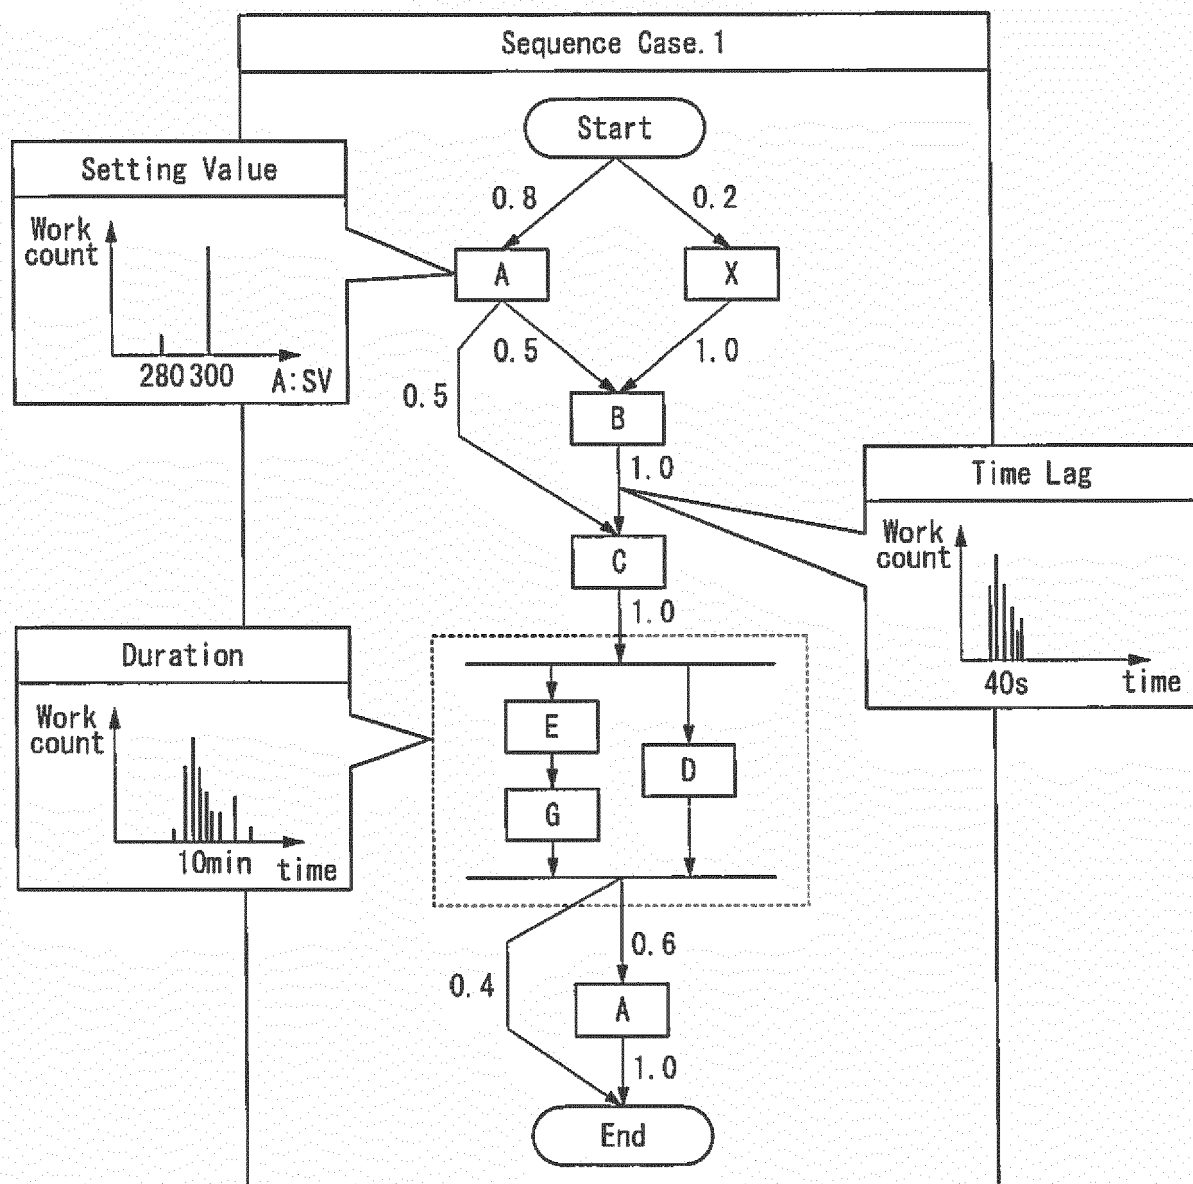 Sequence Case.1
Start
Setting Value
0.8
0.2
Work
count
A
X
280 300
A:SV
0.5
1.0
0.5
B
1.0
Time Lag
Work
count
C
1.0
40s
time
Duration
Work
count
E
D
G
10min
time
0.6
0.4
A
1.0
End